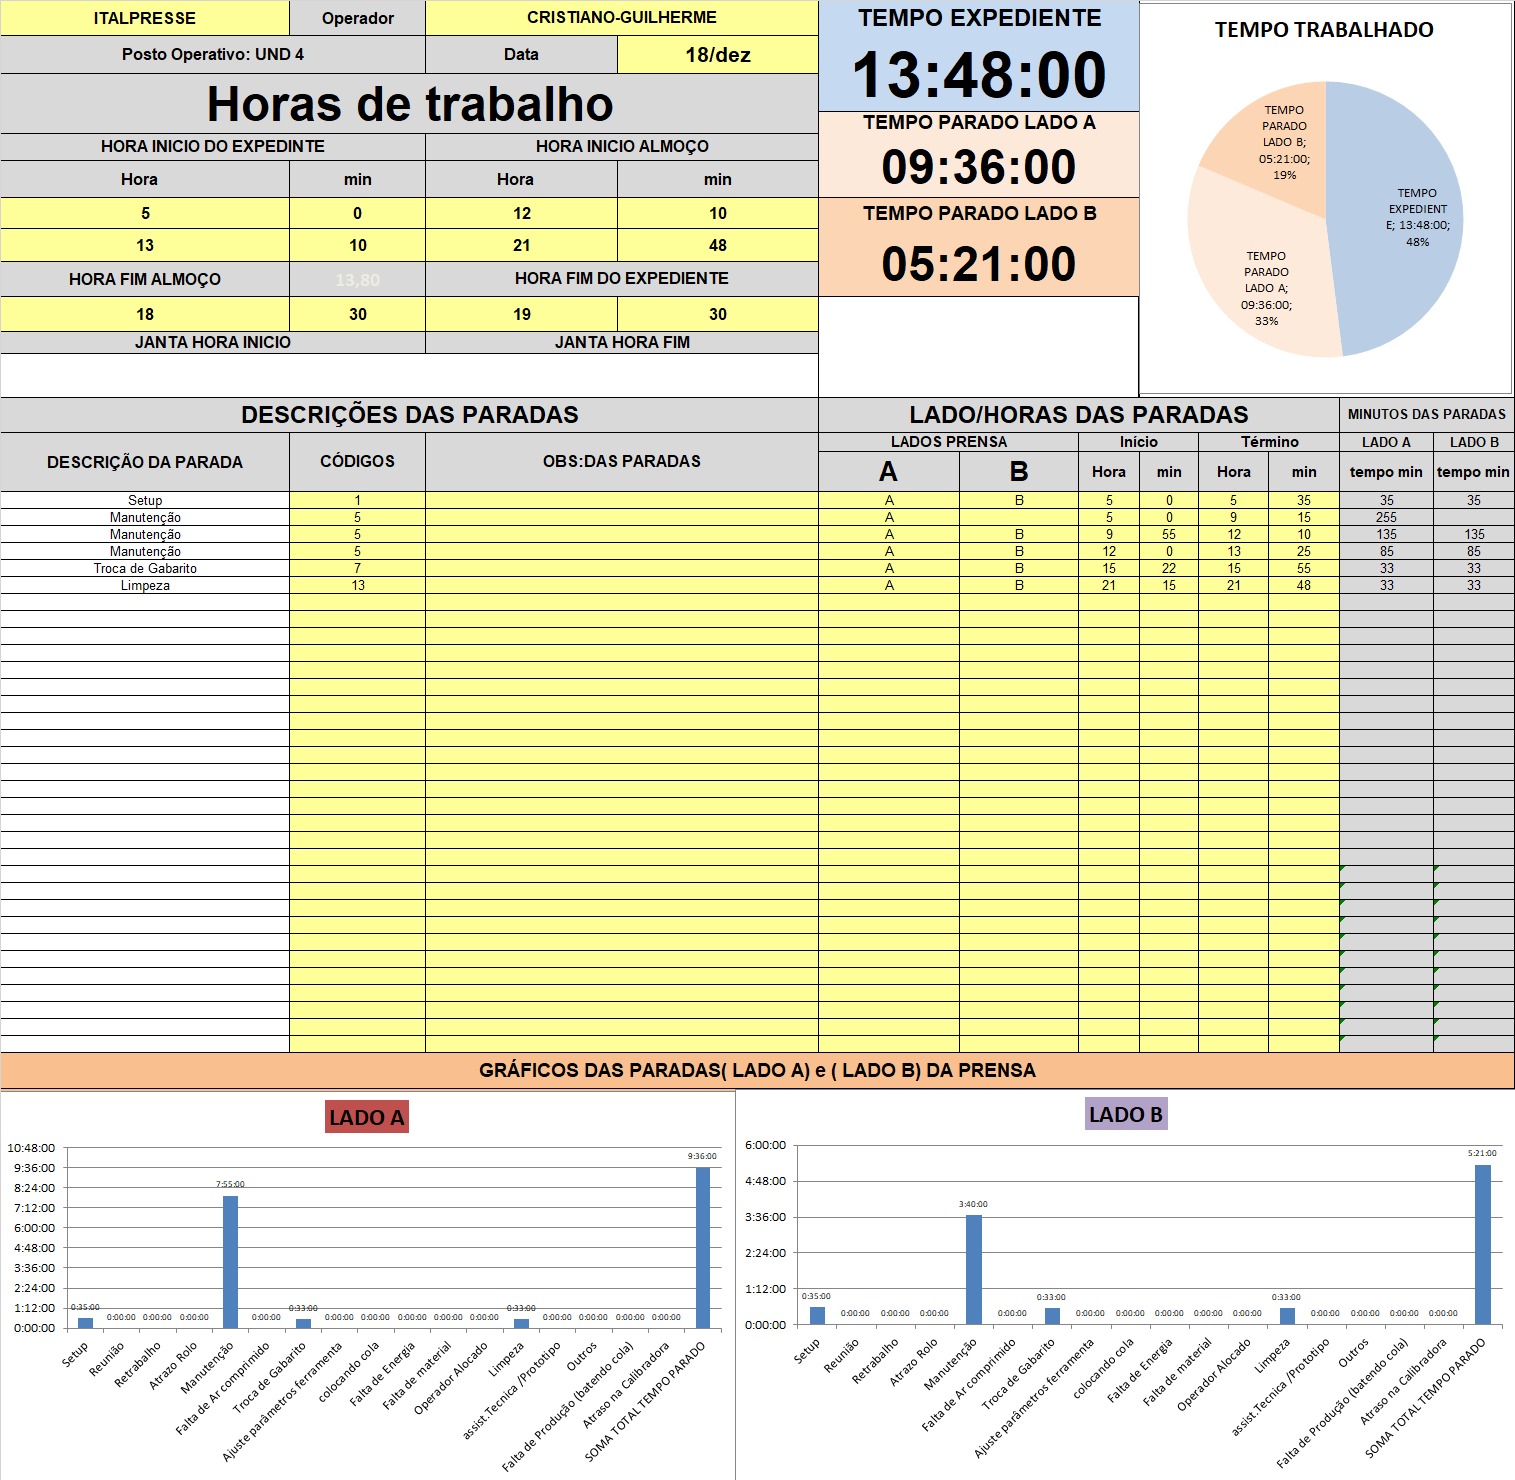 ITALPRESSE Operador CRISTIANO-GUILHERME
Posto Operativo: UND 4 Data 18/dez
Horas de trabalho
HORA INICIO DO EXPEDINTE HORA INICIO ALMOÇO
Hora min Hora min
5 0 12 10
13 10 21 48
HORA FIM ALMOÇO 13,80 HORA FIM DO EXPEDIENTE
18 30 19 30
JANTA HORA INICIO JANTA HORA FIM
TEMPO EXPEDIENTE
13:48:00
TEMPO PARADO LADO A
09:36:00
TEMPO PARADO LADO B
05:21:00
TEMPO TRABALHADO
TEMPO
PARADO
LADO B;
05:21:00;
19%
TEMPO
EXPEDIENT
E; 13:48:00;
48%
TEMPO
PARADO
LADO A;
09:36:00;
33%
DESCRIÇÕES DAS PARADAS LADO/HORAS DAS PARADAS MINUTOS DAS PARADAS
LADOS PRENSA Início Término LADO A LADO B
DESCRIÇÃO DA PARADA CÓDIGOS OBS:DAS PARADAS A B Hora min Hora min tempo min tempo min
Setup 1 A B 5 0 5 35 35 35
Manutenção 5 A 5 0 9 15 255
Manutenção 5 A B 9 55 12 10 135 135
Manutenção 5 A B 12 0 13 25 85 85
Troca de Gabarito 7 A B 15 22 15 55 33 33
Limpeza 13 A B 21 15 21 48 33 33
GRÁFICOS DAS PARADAS( LADO A) e ( LADO B) DA PRENSA
LADO A
10:48:00
9:36:00
8:24:00
7:12:00
6:00:00
4:48:00
3:36:00
2:24:00
1:12:00
0:00:00
0:35:00 0:00:00 0:00:00 0:00:00 7:55:00 0:00:00 0:33:00 0:00:00 0:00:00 0:00:00 0:00:00 0:00:00 0:33:00 0:00:00 0:00:00 0:00:00 0:00:00 9:36:00
Setup
Reunião
Retrabalho
Atrazo Rolo
Manutenção
Falta de Ar comprimido
Troca de Gabarito
Ajuste parâmetros ferramenta
colocando cola
Falta de Energia
Falta de material
Operador Alocado
Limpeza
assist.Tecnica /Prototipo
Outros
Falta de Produção (batendo cola)
Atraso na Calibradora
SOMA TOTAL TEMPO PARADO
LADO B
6:00:00
4:48:00
3:36:00
2:24:00
1:12:00
0:00:00
0:35:00 0:00:00 0:00:00 0:00:00 3:40:00 0:00:00 0:33:00 0:00:00 0:00:00 0:00:00 0:00:00 0:00:00 0:33:00 0:00:00 0:00:00 0:00:00 0:00:00 5:21:00
Setup
Reunião
Retrabalho
Atrazo Rolo
Manutenção
Falta de Ar comprimido
Troca de Gabarito
Ajuste parâmetros ferramenta
colocando cola
Falta de Energia
Falta de material
Operador Alocado
Limpeza
assist.Tecnica /Prototipo
Outros
Falta de Produção (batendo cola)
Atraso na Calibradora
SOMA TOTAL TEMPO PARADO